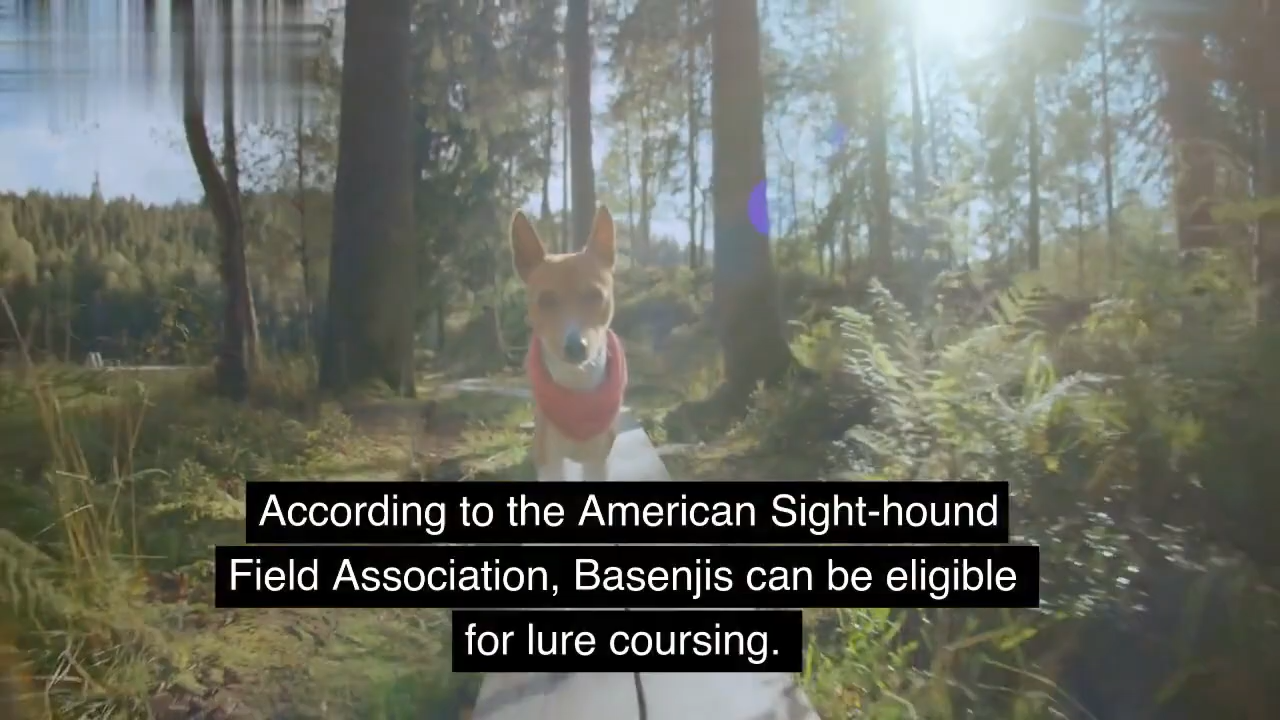 According to the American Sight-hound
Field Association, Basenjis can be eligible
for lure coursing.